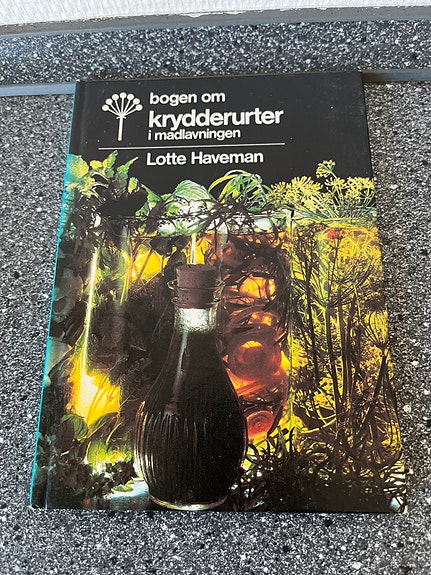 bogen om
krydderurter
i madlavningen
Lotte Haveman